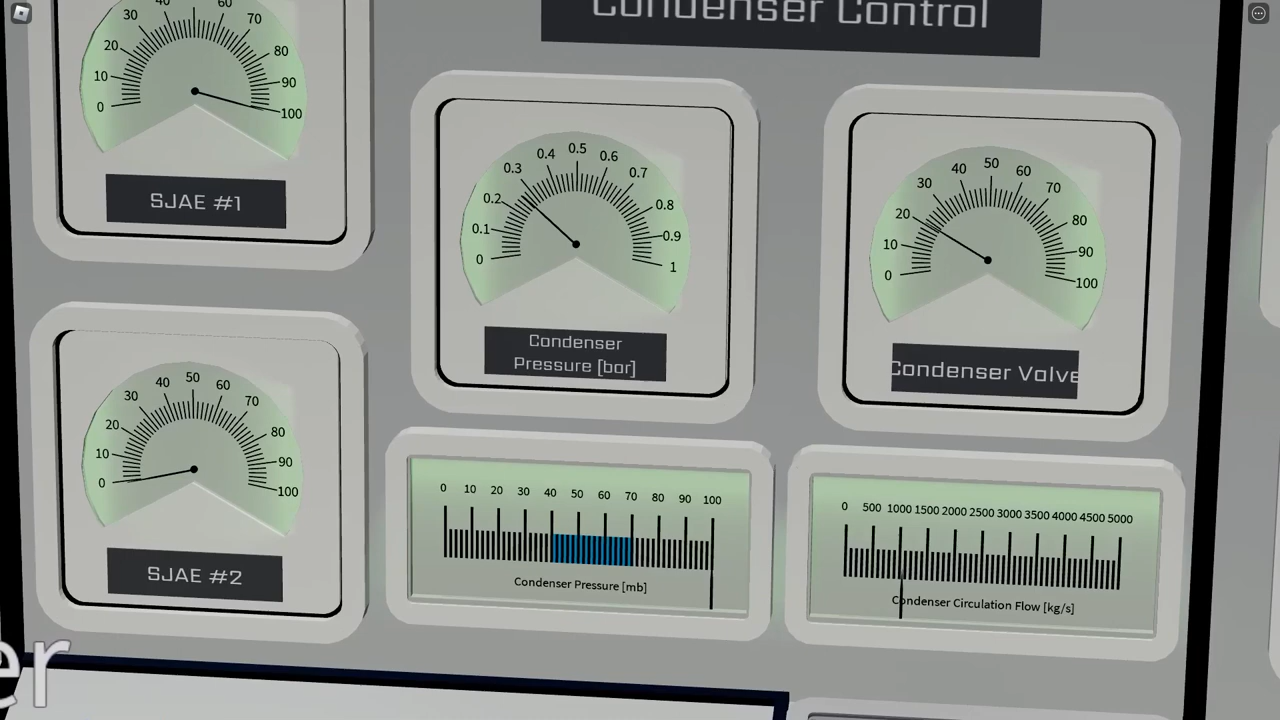 Condenser Control
30 40 50 60 70
20 80
10 90
0 100
SJAE #1
0 0.1 0.2 0.3 0.4 0.5 0.6 0.7 0.8 0.9 1
Condenser
Pressure [bar]
0 10 20 30 40 50 60 70 80 90 100
Condenser Valve
0 10 20 30 40 50 60 70 80 90 100
SJAE #2
0 10 20 30 40 50 60 70 80 90 100
Condenser Pressure [mb]
0 500 1000 1500 2000 2500 3000 3500 4000 4500 5000
Condenser Circulation Flow [kg/s]
er